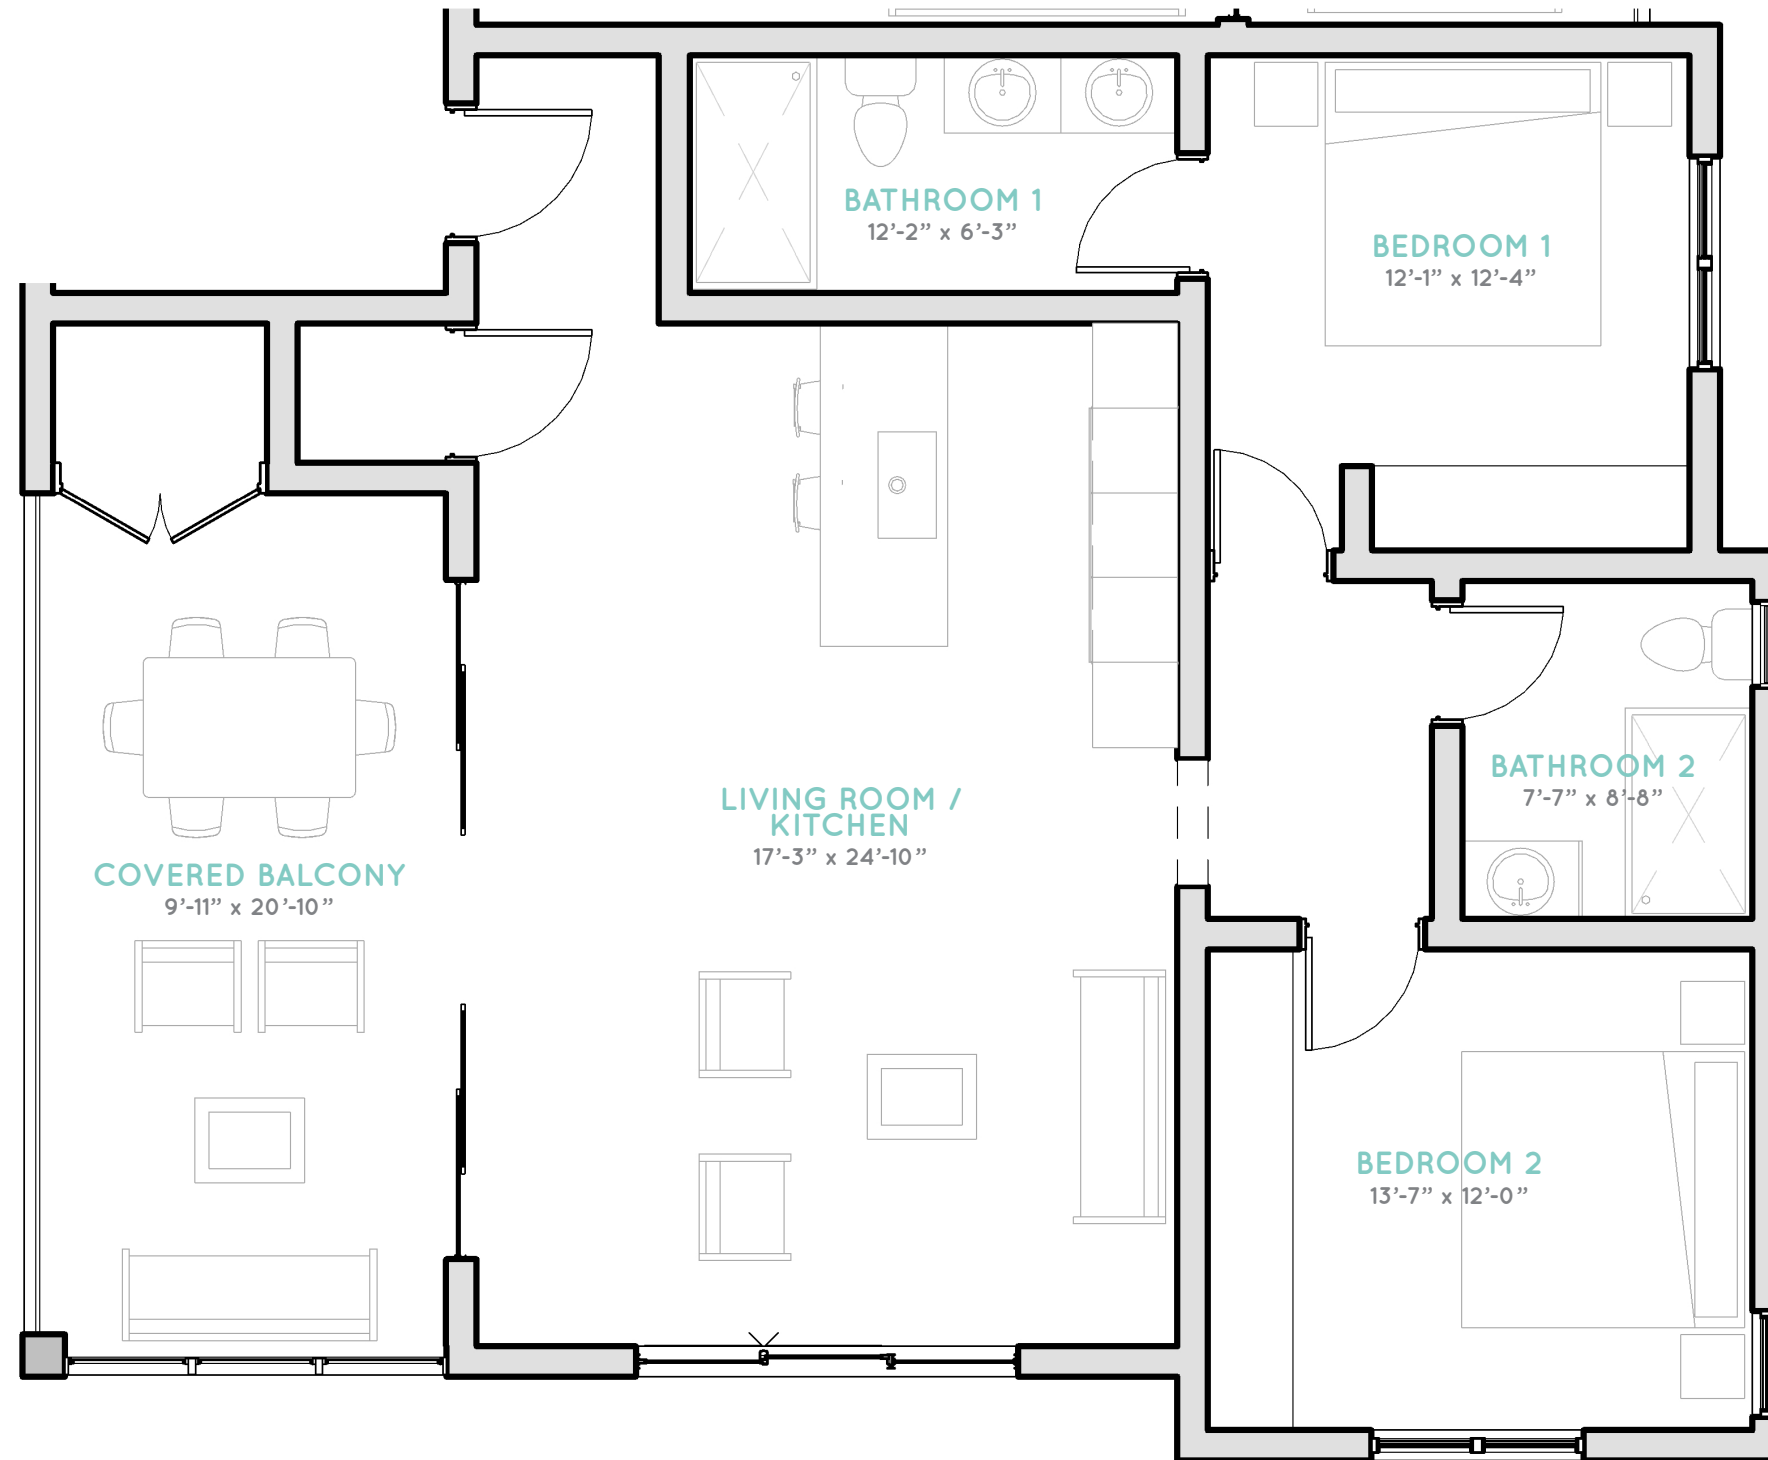 BATHROOM 1
12'-2" x 6'-3"
BEDROOM 1
12'-1" x 12'-4"
BATHROOM 2
7'-7" x 8'-8"
LIVING ROOM /
KITCHEN
17'-3" x 24'-10"
COVERED BALCONY
9'-11" x 20'-10"
BEDROOM 2
13'-7" x 12'-0"